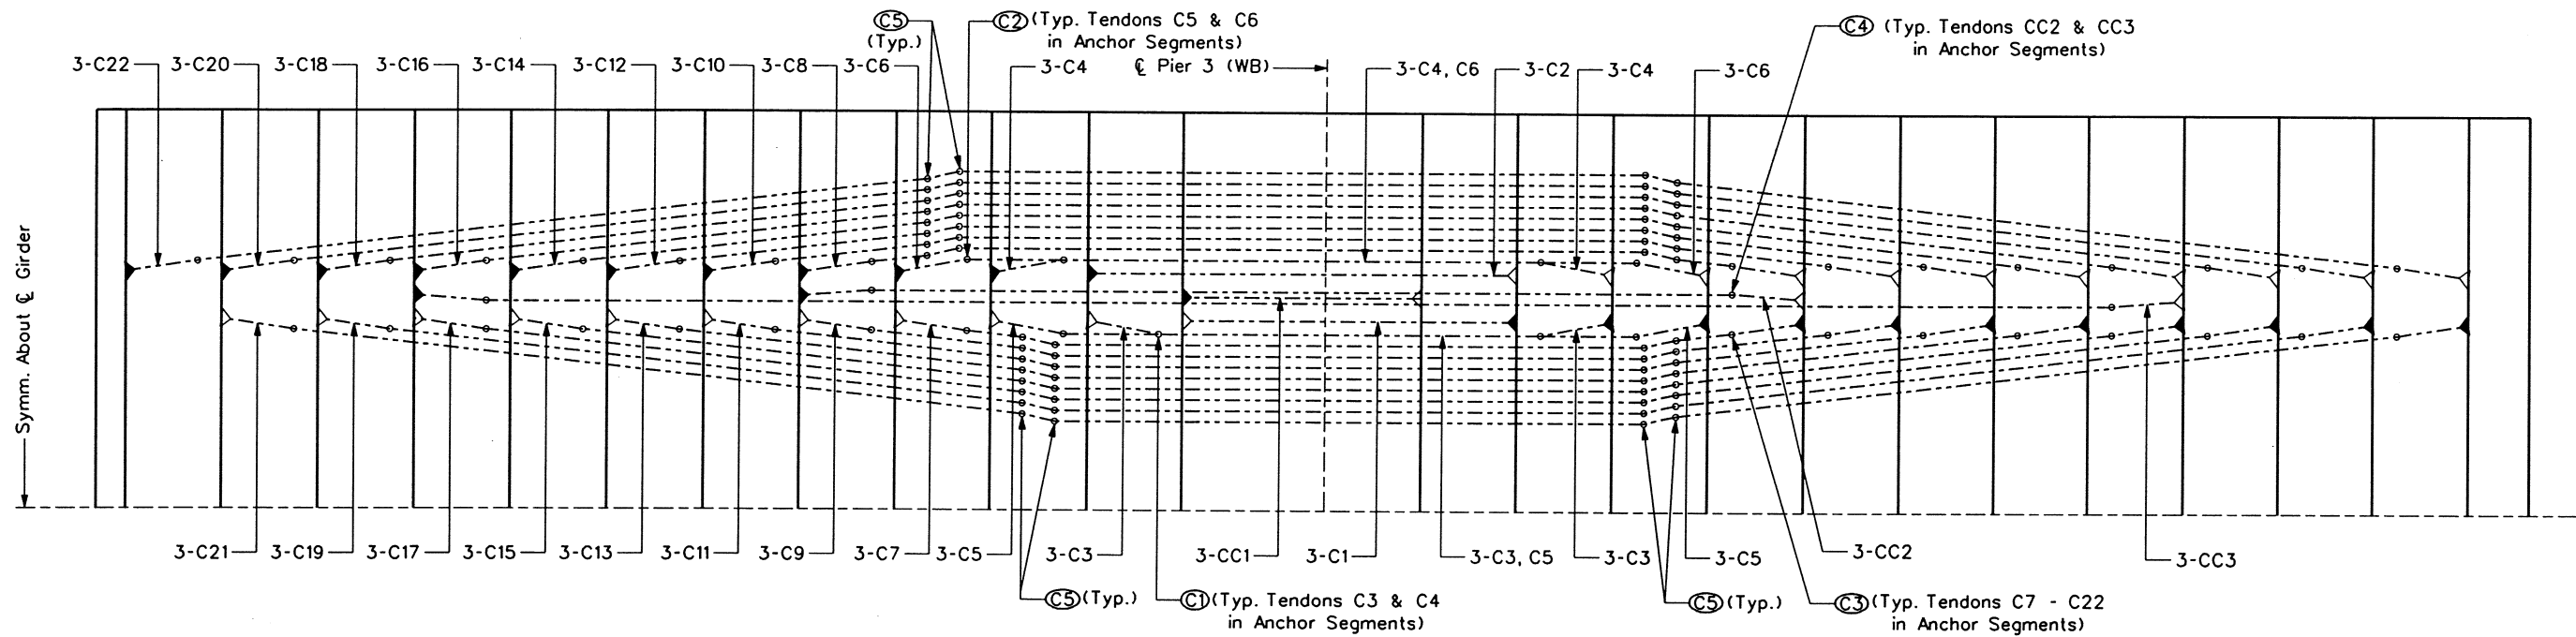 C5
(Typ.)
C2 (Typ. Tendons C5 & C6
in Anchor Segments)
C4 (Typ. Tendons CC2 & CC3
in Anchor Segments)
3-C22
3-C20
3-C18
3-C16
3-C14
3-C12
3-C10
3-C8
3-C6
3-C4
℄ Pier 3 (WB)
3-C4, C6
3-C2
3-C4
3-C6
Symm. About ℄ Girder
3-C21
3-C19
3-C17
3-C15
3-C13
3-C11
3-C9
3-C7
3-C5
3-C3
3-CC1
3-C1
3-C3, C5
3-C3
3-C5
3-CC2
3-CC3
C5 (Typ.)
C1 (Typ. Tendons C3 & C4
in Anchor Segments)
C5 (Typ.)
C3 (Typ. Tendons C7 - C22
in Anchor Segments)